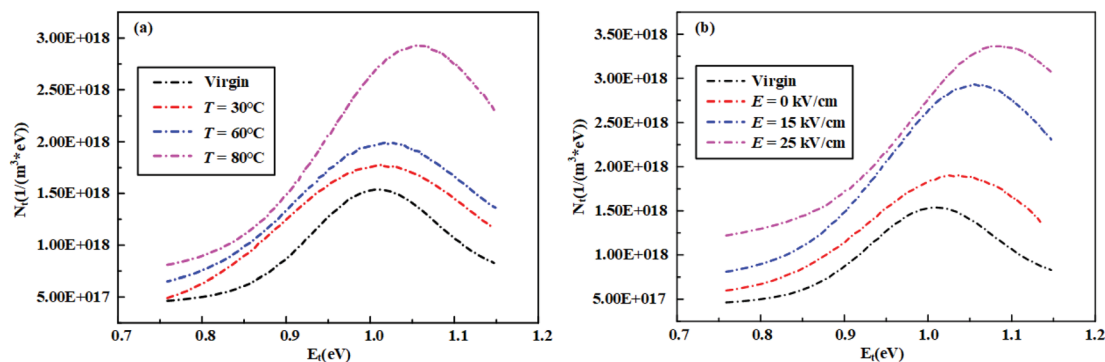 (a)
3.00E+018
2.50E+018
2.00E+018
1.50E+018
1.00E+018
5.00E+017
Nt(1/(m³*eV))
Virgin
T = 30°C
T = 60°C
T = 80°C
0.7 0.8 0.9 1.0 1.1 1.2
Et(eV)
(b)
3.50E+018
3.00E+018
2.50E+018
2.00E+018
1.50E+018
1.00E+018
5.00E+017
Nt(1/(m³*eV))
Virgin
E = 0 kV/cm
E = 15 kV/cm
E = 25 kV/cm
0.7 0.8 0.9 1.0 1.1 1.2
Et(eV)